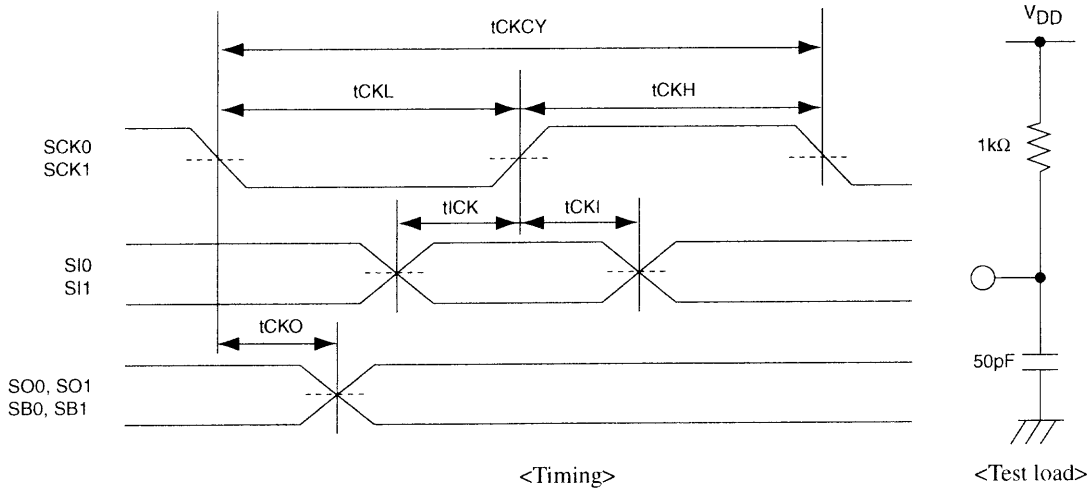 tCKCY
VDD
tCKL
tCKH
SCK0
SCK1
1kΩ
tICK
tCKI
SI0
SI1
tCKO
50pF
SO0, SO1
SB0, SB1
<Timing>
<Test load>